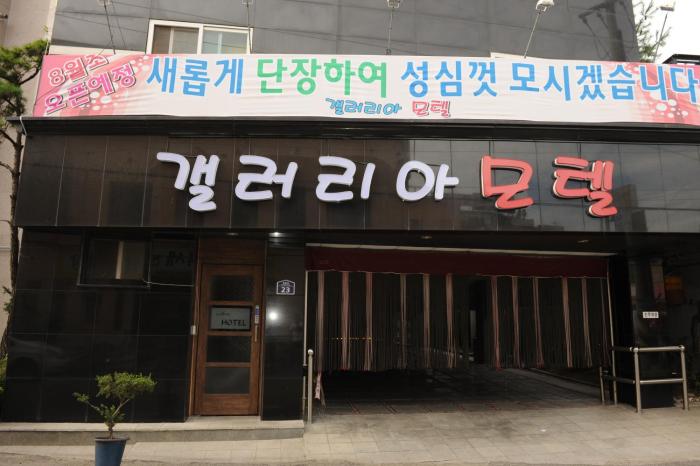 8월초
오픈예정
새롭게 단장하여 성심껏 모시겠습니다
갤러리아 모텔
갤러리아 모텔
23
HOTEL